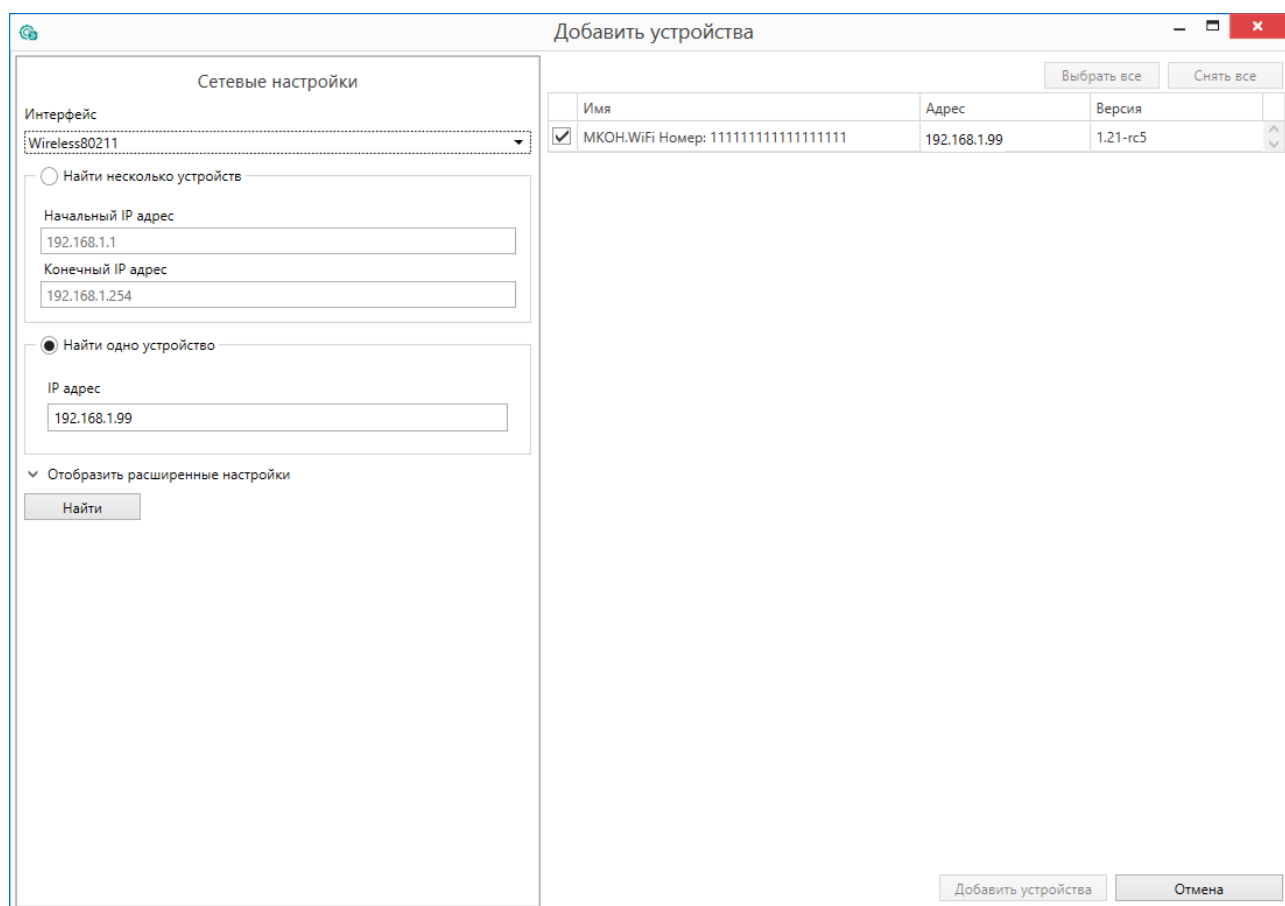 Добавить устройства
Сетевые настройки
Интерфейс
Wireless80211
Найти несколько устройств
Начальный IP адрес
192.168.1.1
Конечный IP адрес
192.168.1.254
Найти одно устройство
IP адрес
192.168.1.99
Отобразить расширенные настройки
Найти
Выбрать все Снять все
Имя Адрес Версия
МКОН.WiFi Номер: 111111111111111111 192.168.1.99 1.21-rc5
Добавить устройства Отмена